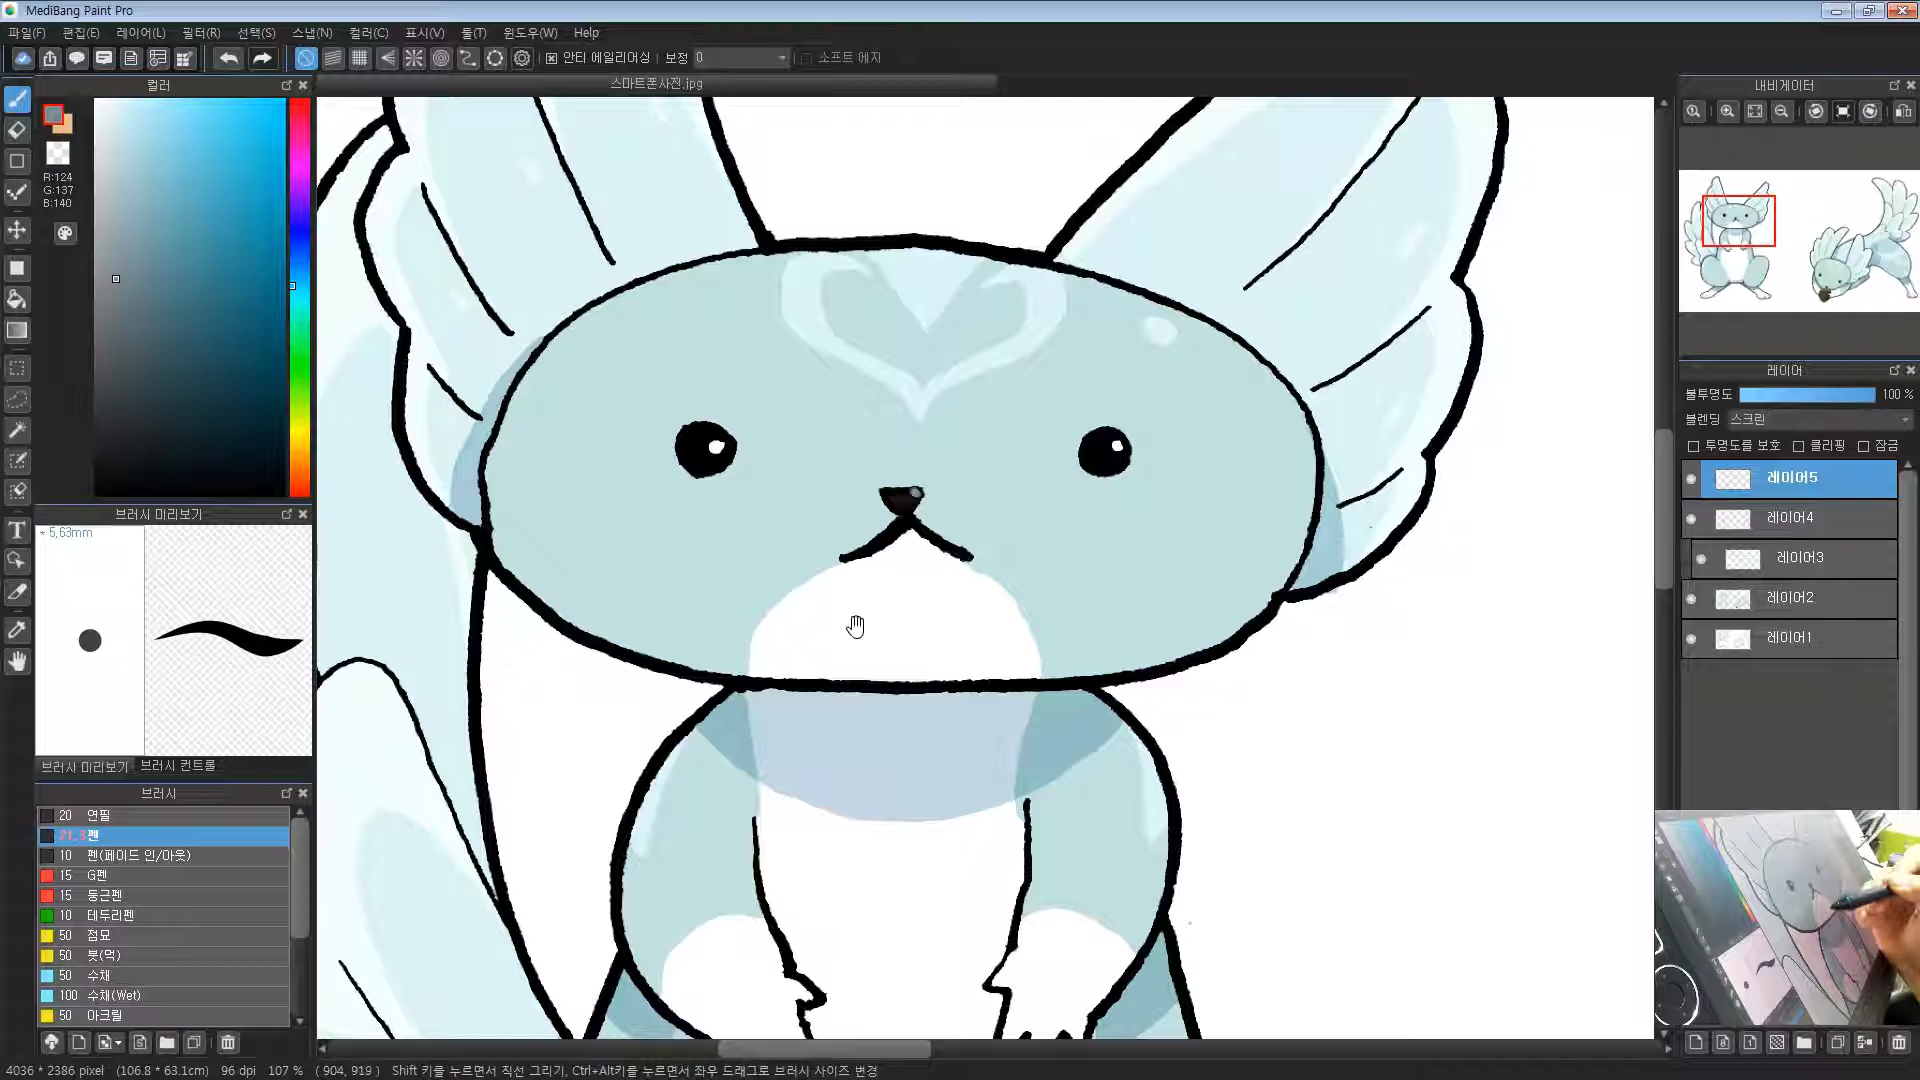 MediBang Paint Pro
파일(F) 편집(E) 레이어(L) 필터(R) 선택(S) 스냅(N) 컬러(C) 표시(V) 툴(T) 윈도우(W) Help
안티 에일리어싱 보정 0 소프트 에지
컬러
스마트폰사진.jpg
내비게이터
R:124
G:137
B:140
레이어
불투명도 100 %
블렌딩 스크린
투명도를 보호 클리핑 잠금
레이어5
레이어4
레이어3
레이어2
레이어1
브러시 미리보기
* 5,63mm
브러시 미리보기 브러시 컨트롤
브러시
20 연필
펜
10 펜(페이드 인/아웃)
15 G펜
15 둥근펜
10 테두리펜
50 점묘
50 붓(먹)
50 수채
100 수채(Wet)
50 아크릴
4036 * 2386 pixel (106.8 * 63.1cm) 96 dpi 107 % ( 904, 919 ) Shift 키를 누르면서 직선 그리기, Ctrl+Alt키를 누르면서 좌우 드래그로 브러시 사이즈 변경